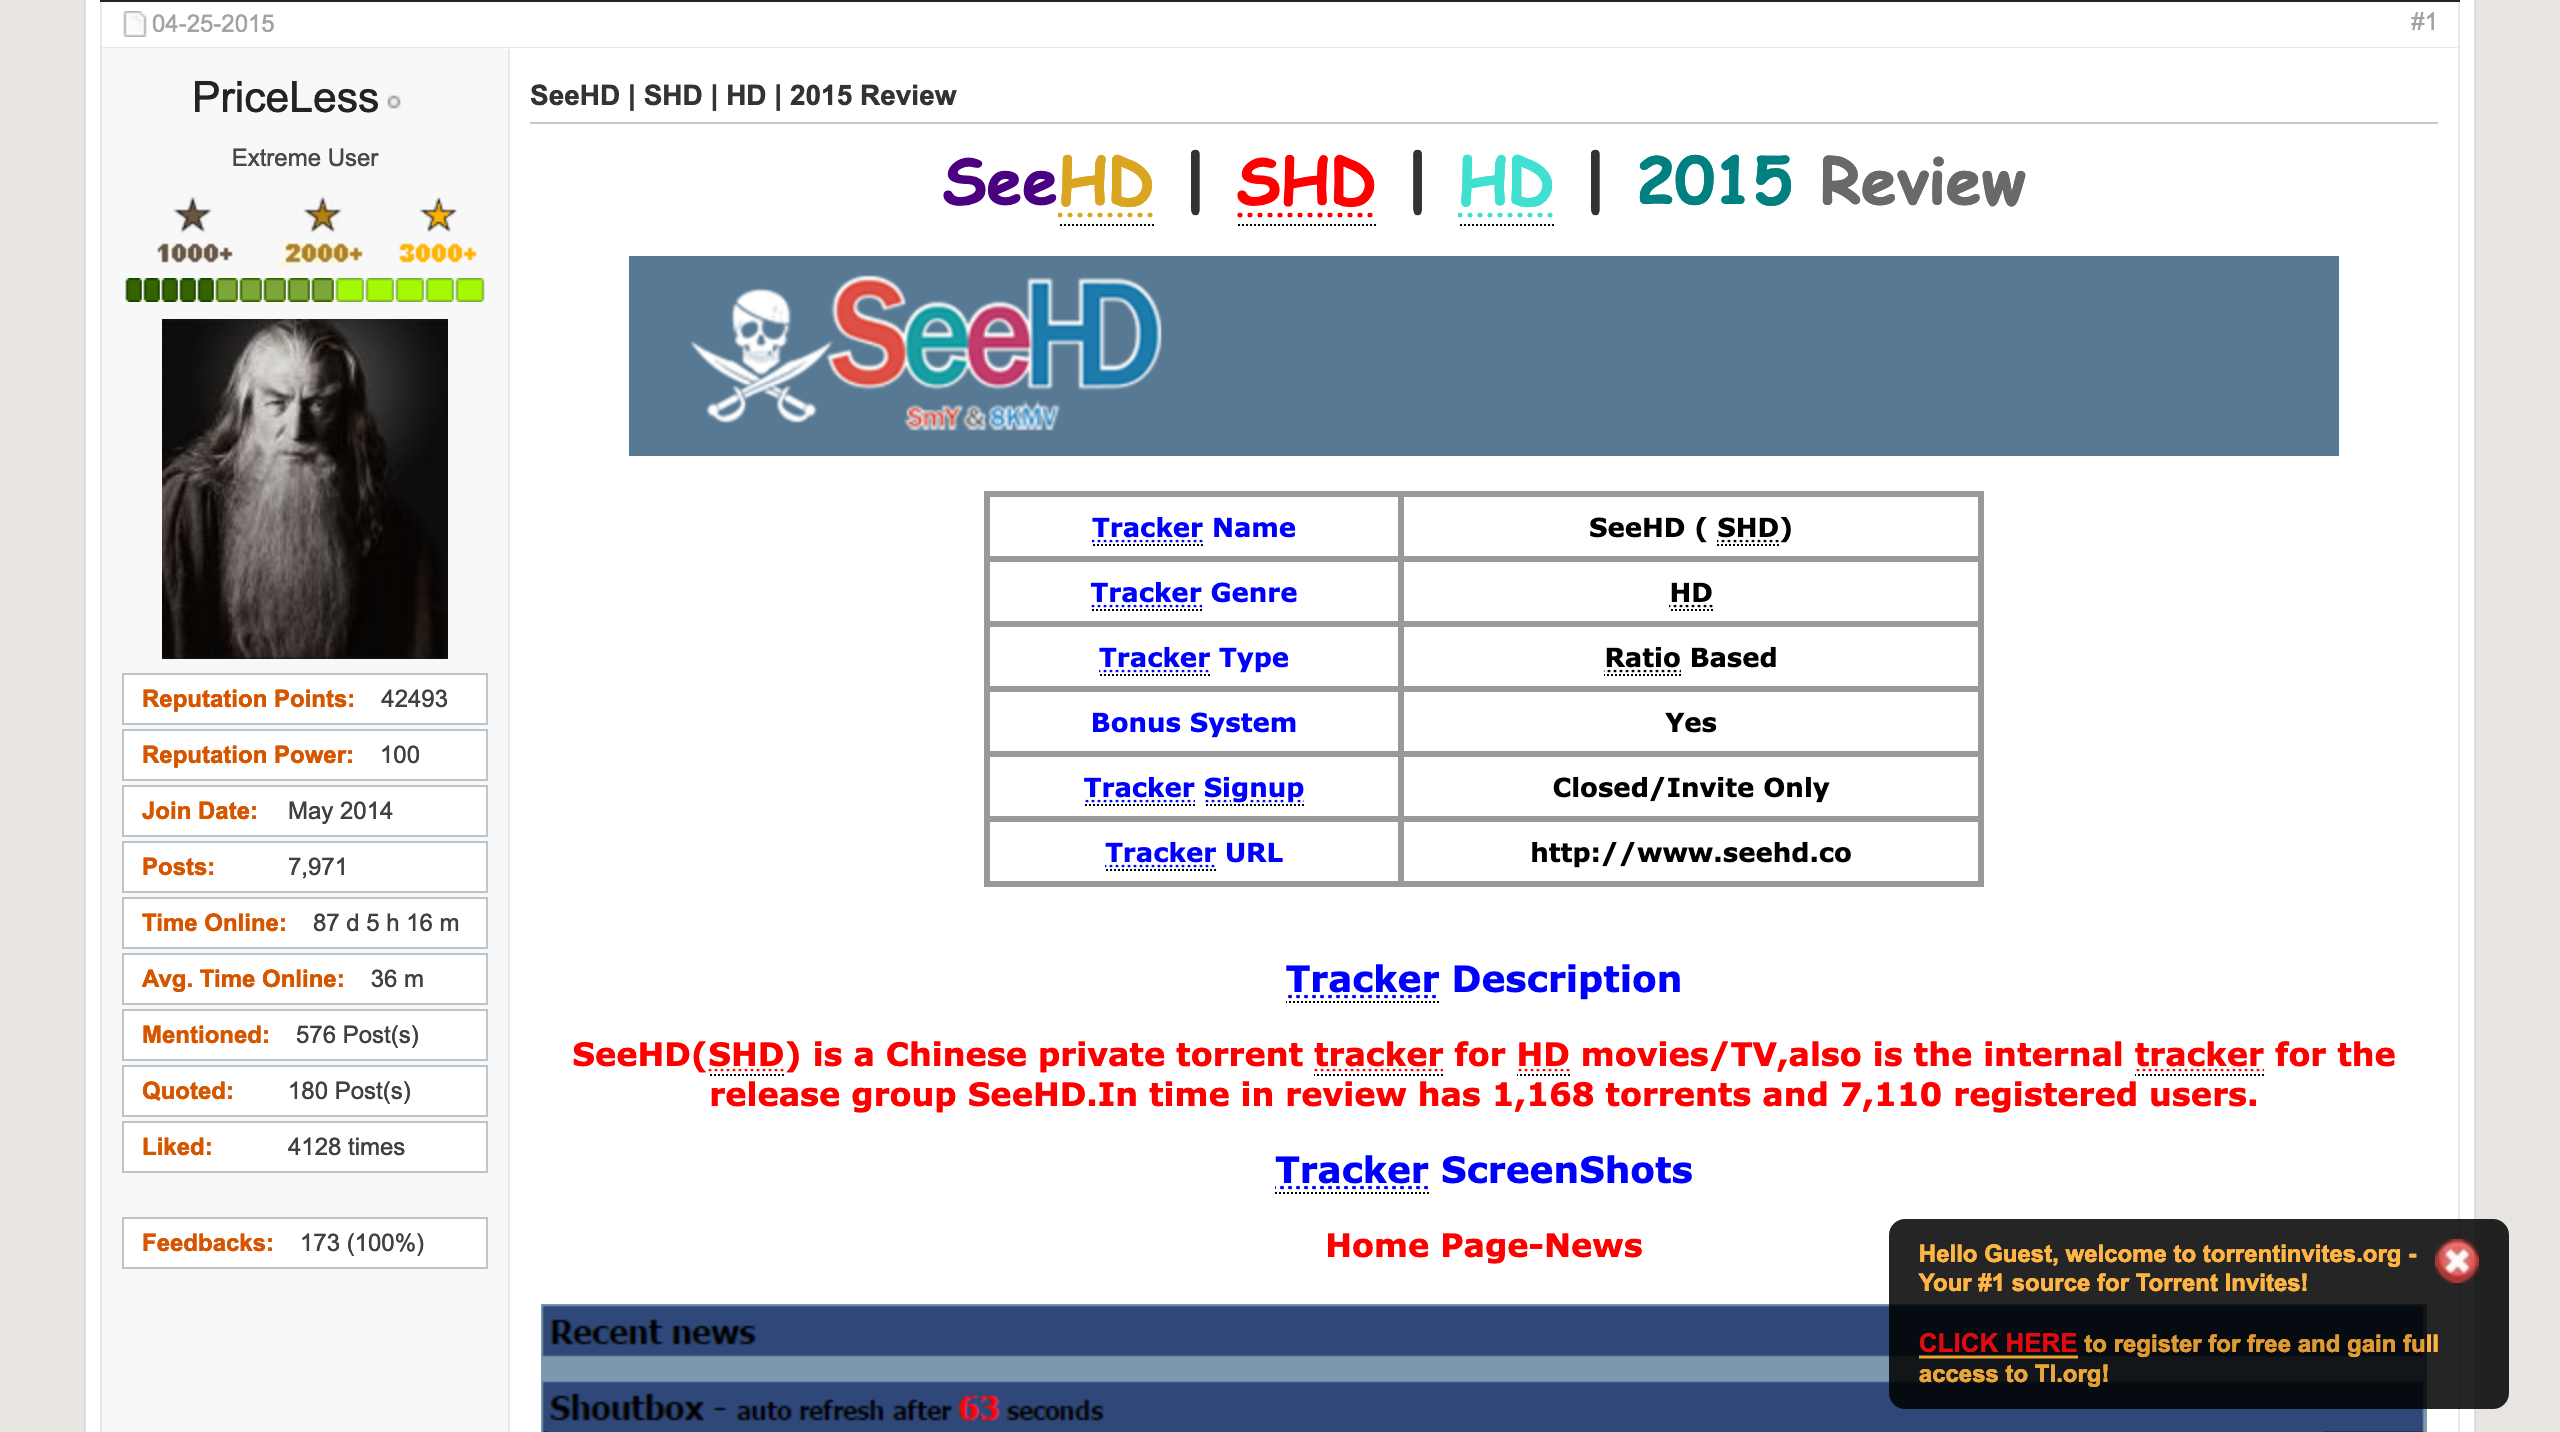 04-25-2015
#1
PriceLess
Extreme User
1000+ 2000+ 3000+
Reputation Points: 42493
Reputation Power: 100
Join Date: May 2014
Posts: 7,971
Time Online: 87 d 5 h 16 m
Avg. Time Online: 36 m
Mentioned: 576 Post(s)
Quoted: 180 Post(s)
Liked: 4128 times
Feedbacks: 173 (100%)
SeeHD | SHD | HD | 2015 Review
SeeHD | SHD | HD | 2015 Review
SeeHD
SmY & 8KMV
Tracker Name SeeHD ( SHD)
Tracker Genre HD
Tracker Type Ratio Based
Bonus System Yes
Tracker Signup Closed/Invite Only
Tracker URL http://www.seehd.co
Tracker Description
SeeHD(SHD) is a Chinese private torrent tracker for HD movies/TV,also is the internal tracker for the
release group SeeHD.In time in review has 1,168 torrents and 7,110 registered users.
Tracker ScreenShots
Home Page-News
Recent news
Shoutbox - auto refresh after 63 seconds
Hello Guest, welcome to torrentinvites.org -
Your #1 source for Torrent Invites!
CLICK HERE to register for free and gain full
access to TI.org!